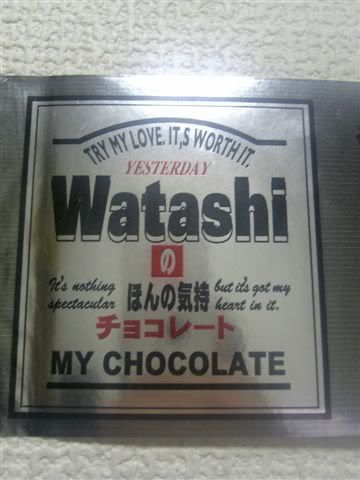 TRY MY LOVE. IT,S WORTH IT.
YESTERDAY
Watashi
の
It's nothing spectacular
ほんの気持
but it's got my heart in it.
チョコレート
MY CHOCOLATE